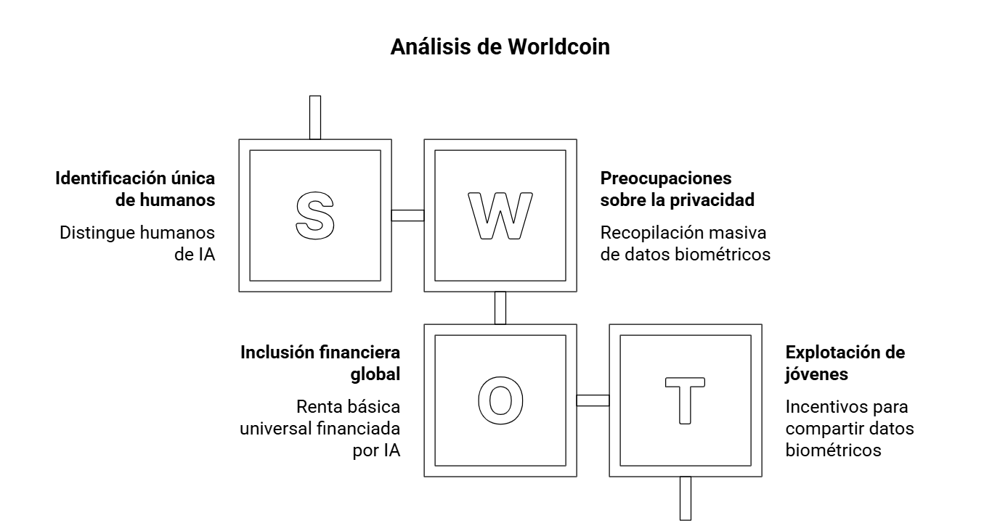 Análisis de Worldcoin
Identificación única
de humanos
Distingue humanos
de IA
S
W
Preocupaciones
sobre la privacidad
Recopilación masiva
de datos biométricos
Inclusión financiera
global
Renta básica
universal financiada
por IA
O
T
Explotación de
jóvenes
Incentivos para
compartir datos
biométricos